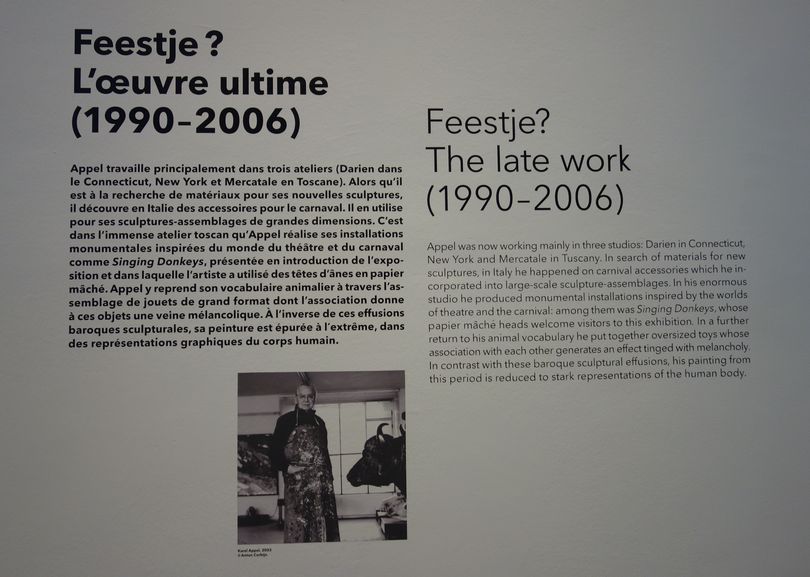 Feestje ?
L'œuvre ultime
(1990–2006)
Appel travaille principalement dans trois ateliers (Darien dans
le Connecticut, New York et Mercatale en Toscane). Alors qu'il
est à la recherche de matériaux pour ses nouvelles sculptures,
il découvre en Italie des accessoires pour le carnaval. Il en utilise
pour ses sculptures-assemblages de grandes dimensions. C'est
dans l'immense atelier toscan qu'Appel réalise ses installations
monumentales inspirées du monde du théâtre et du carnaval
comme Singing Donkeys, présentée en introduction de l'expo-
sition et dans laquelle l'artiste a utilisé des têtes d'ânes en papier
mâché. Appel y reprend son vocabulaire animalier à travers l'as-
semblage de jouets de grand format dont l'association donne
à ces objets une veine mélancolique. À l'inverse de ces effusions
baroques sculpturales, sa peinture est épurée à l'extrême, dans
des représentations graphiques du corps humain.
Feestje?
The late work
(1990–2006)
Appel was now working mainly in three studios: Darien in Connecticut,
New York and Mercatale in Tuscany. In search of materials for new
sculptures, in Italy he happened on carnival accessories which he in-
corporated into large-scale sculpture-assemblages. In his enormous
studio he produced monumental installations inspired by the worlds
of theatre and the carnival: among them was Singing Donkeys, whose
papier mâché heads welcome visitors to this exhibition. In a further
return to his animal vocabulary he put together oversized toys whose
association with each other generates an effect tinged with melancholy.
In contrast with these baroque sculptural effusions, his painting from
this period is reduced to stark representations of the human body.
Karel Appel, 2003
© Anton Corbijn.